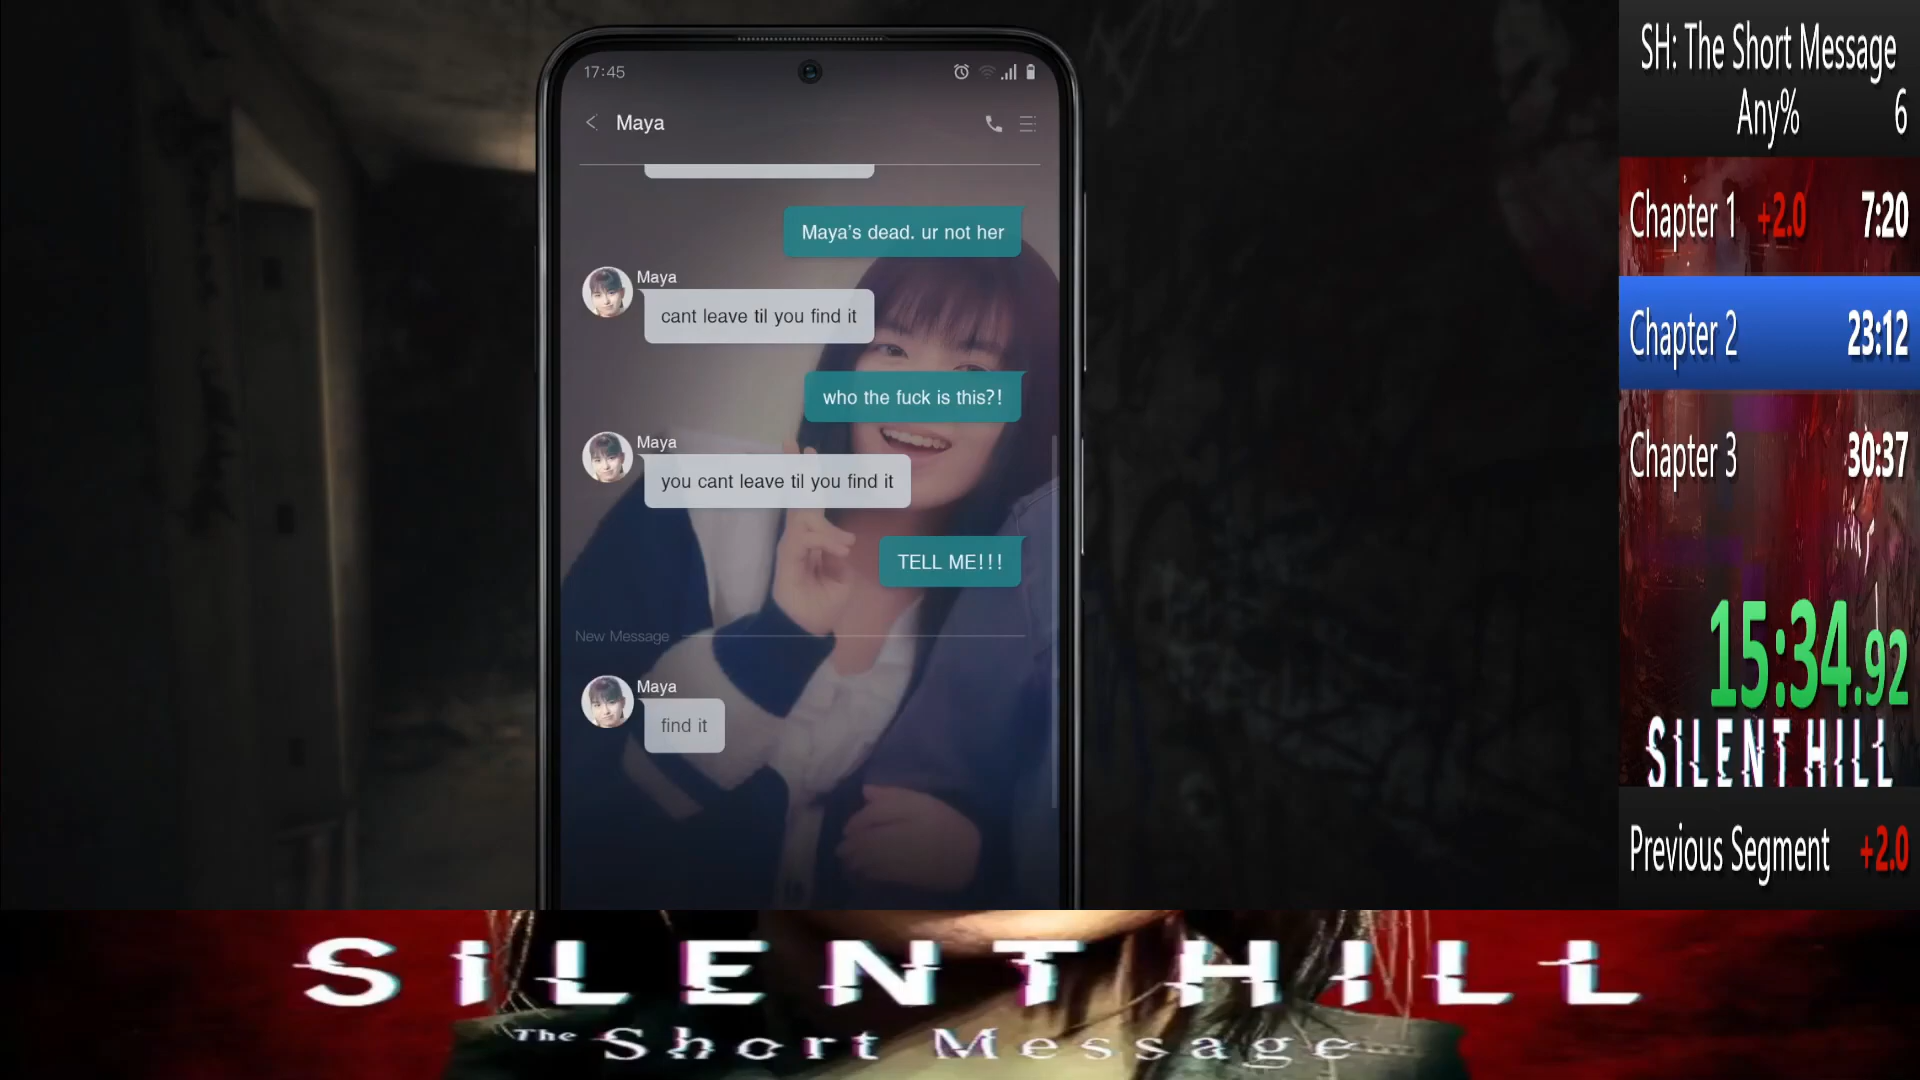 17:45
Maya
Maya's dead. ur not her
Maya
cant leave til you find it
who the fuck is this?!
Maya
you cant leave til you find it
TELL ME!!!
New Message
Maya
find it
SH: The Short Message
Any% 6
Chapter 1 +2.0 7:20
Chapter 2 23:12
Chapter 3 30:37
15:34.92
SILENT HILL
Previous Segment +2.0
SILENT HILL
The Short Message